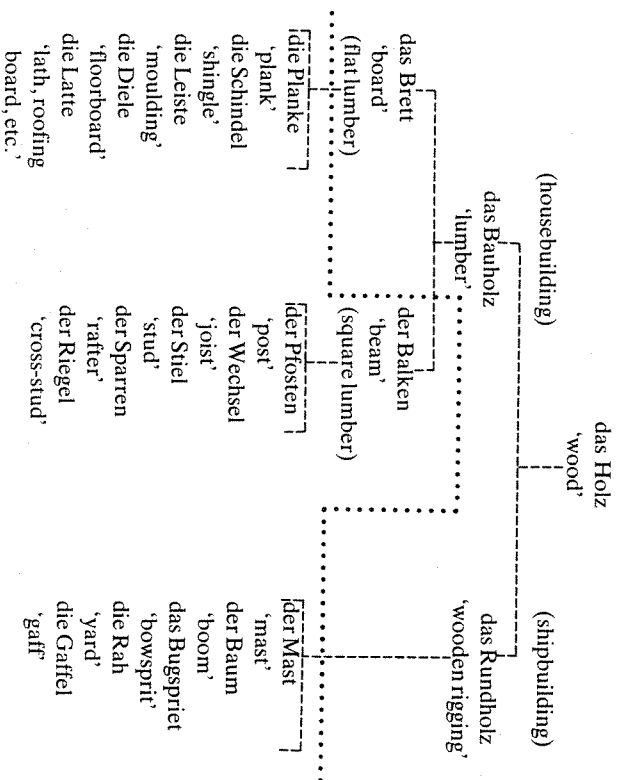 das Holz
'wood'
(housebuilding)
(shipbuilding)
das Bauholz
'lumber'
das Rundholz
'wooden rigging'
das Brett
'board'
(flat lumber)
der Balken
'beam'
(square lumber)
die Planke
'plank'
die Schindel
'shingle'
die Leiste
'moulding'
die Diele
'floorboard'
die Latte
'lath, roofing
board, etc.'
der Pfosten
'post'
der Wechsel
'joist'
der Stiel
'stud'
der Sparren
'rafter'
der Riegel
'cross-stud'
der Mast
'mast'
der Baum
'boom'
das Bugspriet
'bowsprit'
die Rah
'yard'
die Gaffel
'gaff'